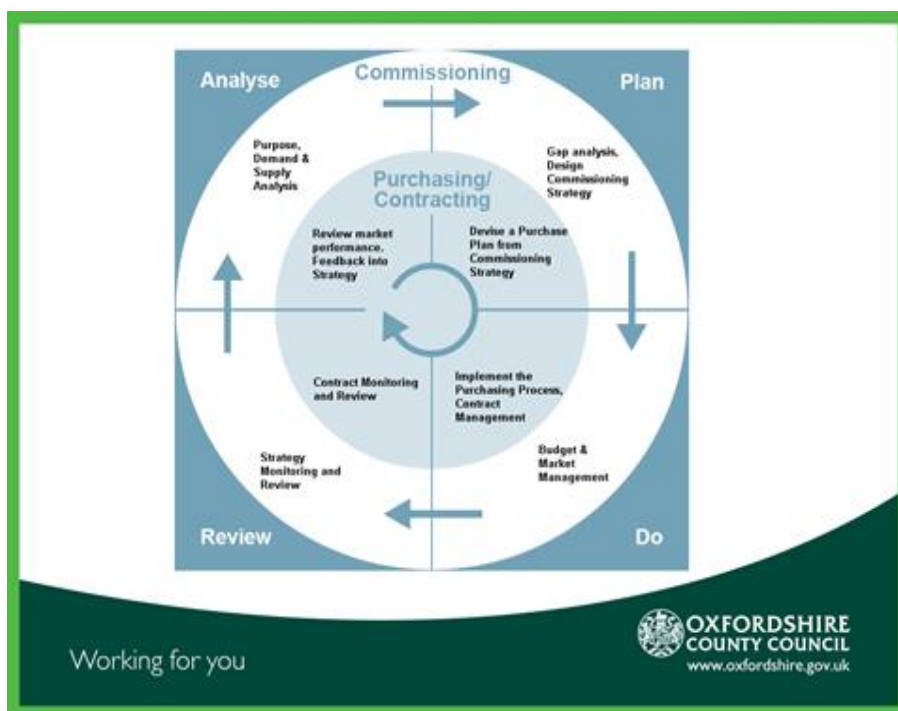 Analyse
Commissioning
Plan
Purpose,
Demand &
Supply
Analysis
Gap analysis,
Design
Commissioning
Strategy
Purchasing/
Contracting
Review market
performance.
Feedback into
Strategy
Devise a Purchase
Plan from
Commissioning
Strategy
Contract Monitoring
and Review
Implement the
Purchasing Process,
Contract
Management
Strategy
Monitoring and
Review
Budget &
Market
Management
Review
Do
Working for you
OXFORDSHIRE
COUNTY COUNCIL
www.oxfordshire.gov.uk